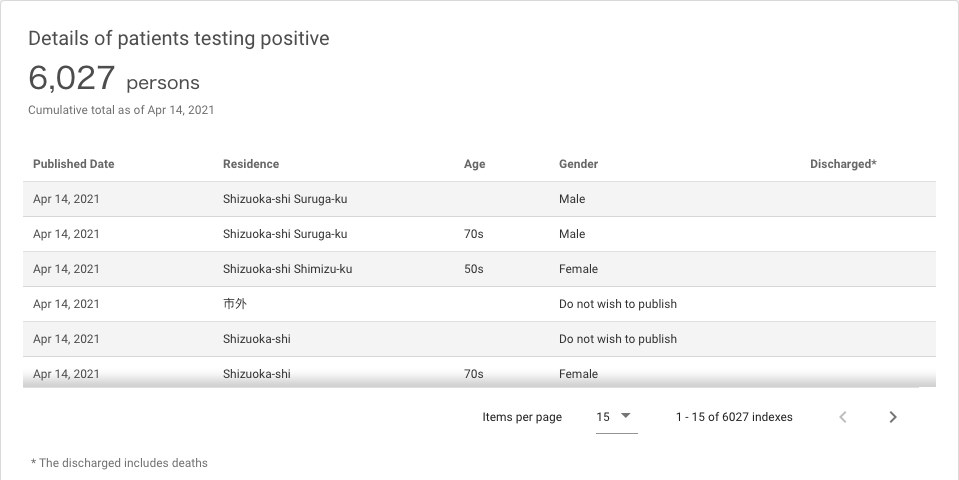 Details of patients testing positive
6,027 persons
Cumulative total as of Apr 14, 2021
Published Date Residence Age Gender Discharged*
Apr 14, 2021 Shizuoka-shi Suruga-ku Male
Apr 14, 2021 Shizuoka-shi Suruga-ku 70s Male
Apr 14, 2021 Shizuoka-shi Shimizu-ku 50s Female
Apr 14, 2021 市外 Do not wish to publish
Apr 14, 2021 Shizuoka-shi Do not wish to publish
Apr 14, 2021 Shizuoka-shi 70s Female
Items per page 15 1 - 15 of 6027 indexes
* The discharged includes deaths